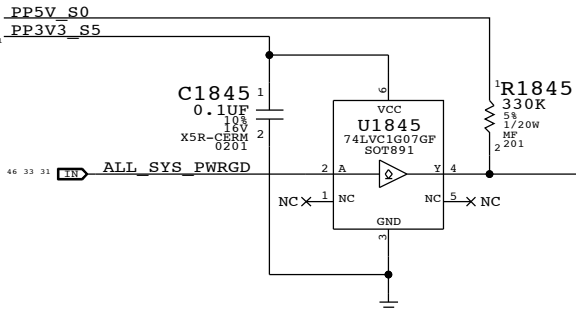 PP5V_S0
PP3V3_S5
C1845
0.1UF
10%
16V
X5R-CERM
0201
1
2
6
VCC
U1845
74LVC1G07GF
SOT891
1
R1845
330K
5%
1/20W
MF
201
2
46 33 31
IN
ALL_SYS_PWRGD
2
A
Y
4
NC
1
NC
NC
5
NC
GND
3